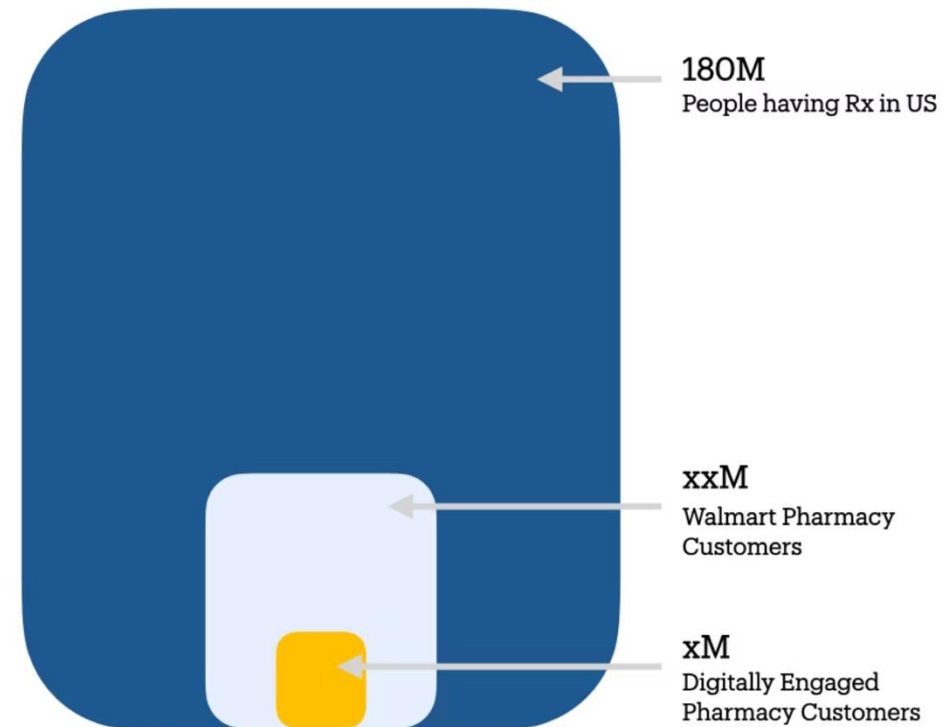 180M
People having Rx in US
xxM
Walmart Pharmacy
Customers
xM
Digitally Engaged
Pharmacy Customers